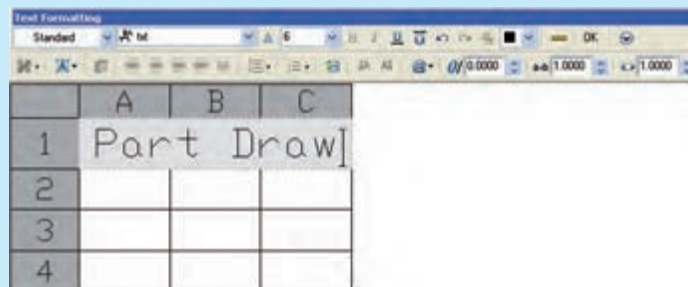 Text Formatting
Standard txt 6 OK
0.0000 1.0000 1.0000
A B C
1 Part Draw
2
3
4